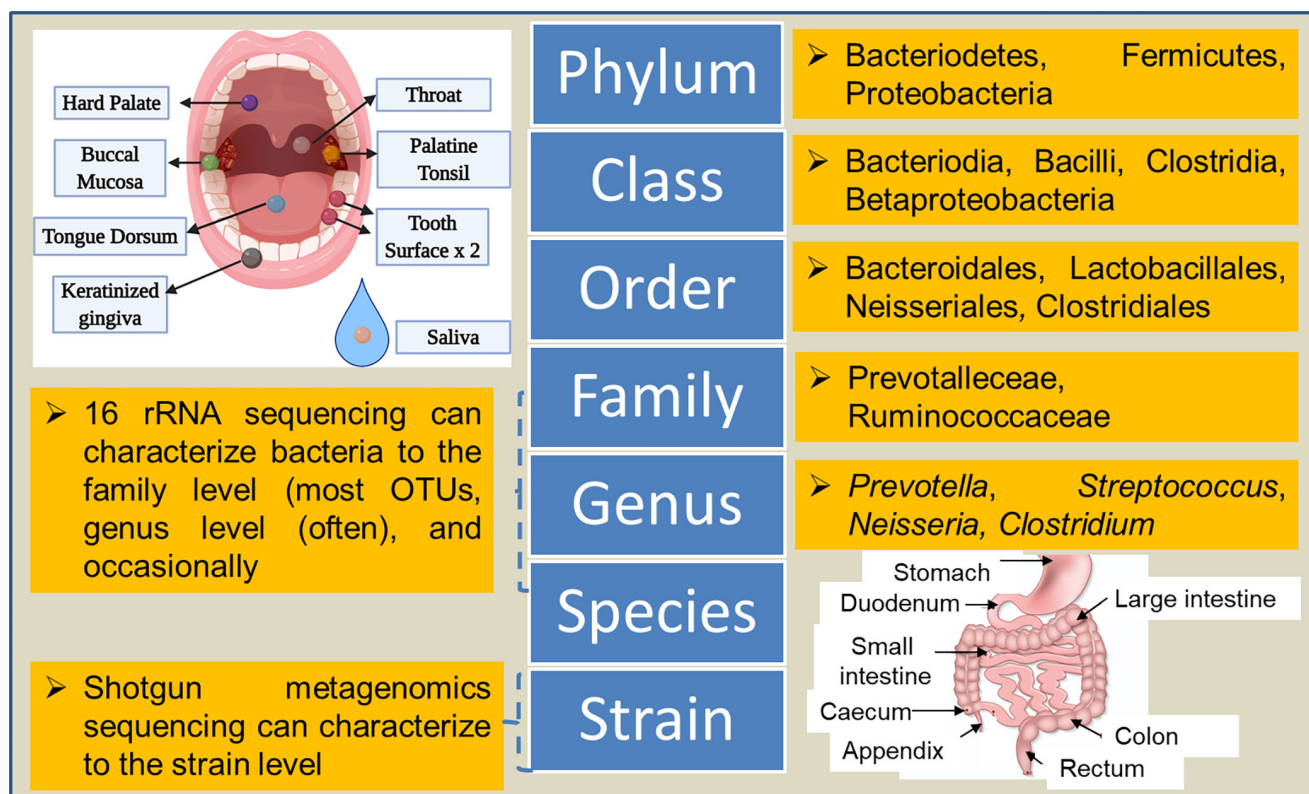 Hard Palate
Buccal
Mucosa
Tongue Dorsum
Keratinized
gingiva
Throat
Palatine
Tonsil
Tooth
Surface x 2
Saliva
➢ 16 rRNA sequencing can
characterize bacteria to the
family level (most OTUs,
genus level (often), and
occasionally
➢ Shotgun metagenomics
sequencing can characterize
to the strain level
Phylum
Class
Order
Family
Genus
Species
Strain
➢ Bacteriodetes, Fermicutes,
Proteobacteria
➢ Bacteriodia, Bacilli, Clostridia,
Betaproteobacteria
➢ Bacteroidales, Lactobacillales,
Neisseriales, Clostridiales
➢ Prevotalleceae,
Ruminococcaceae
➢ Prevotella, Streptococcus,
Neisseria, Clostridium
Stomach
Duodenum
Large intestine
Small
intestine
Caecum
Appendix
Colon
Rectum